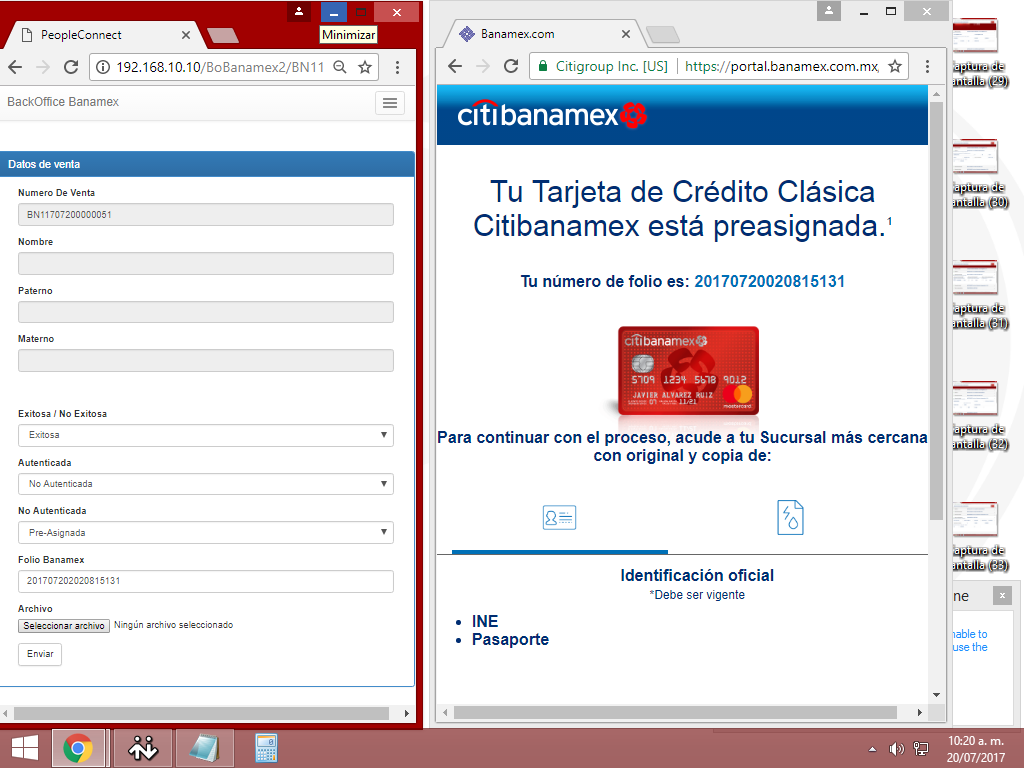 PeopleConnect
Minimizar
192.168.10.10/BoBanamex2/BN11
BackOffice Banamex
Datos de venta
Numero De Venta
BN11707200000051
Nombre
Paterno
Materno
Exitosa / No Exitosa
Exitosa
Autenticada
No Autenticada
No Autenticada
Pre-Asignada
Folio Banamex
201707202020815131
Archivo
Seleccionar archivo Ningún archivo seleccionado
Enviar
Banamex.com
Citigroup Inc. [US] https://portal.banamex.com.mx
citibanamex
Tu Tarjeta de Crédito Clásica
Citibanamex está preasignada.1
Tu número de folio es: 20170720020815131
citibanamex
5709 1234 5678 9012
JAVIER ALVAREZ RUIZ
mastercard
Para continuar con el proceso, acude a tu Sucursal más cercana
con original y copia de:
Identificación oficial
*Debe ser vigente
• INE
• Pasaporte
aptura de
antalla (29)
aptura de
antalla (30)
aptura de
antalla (31)
aptura de
antalla (32)
aptura de
antalla (33)
ne
nable to
use the
10:20 a. m.
20/07/2017